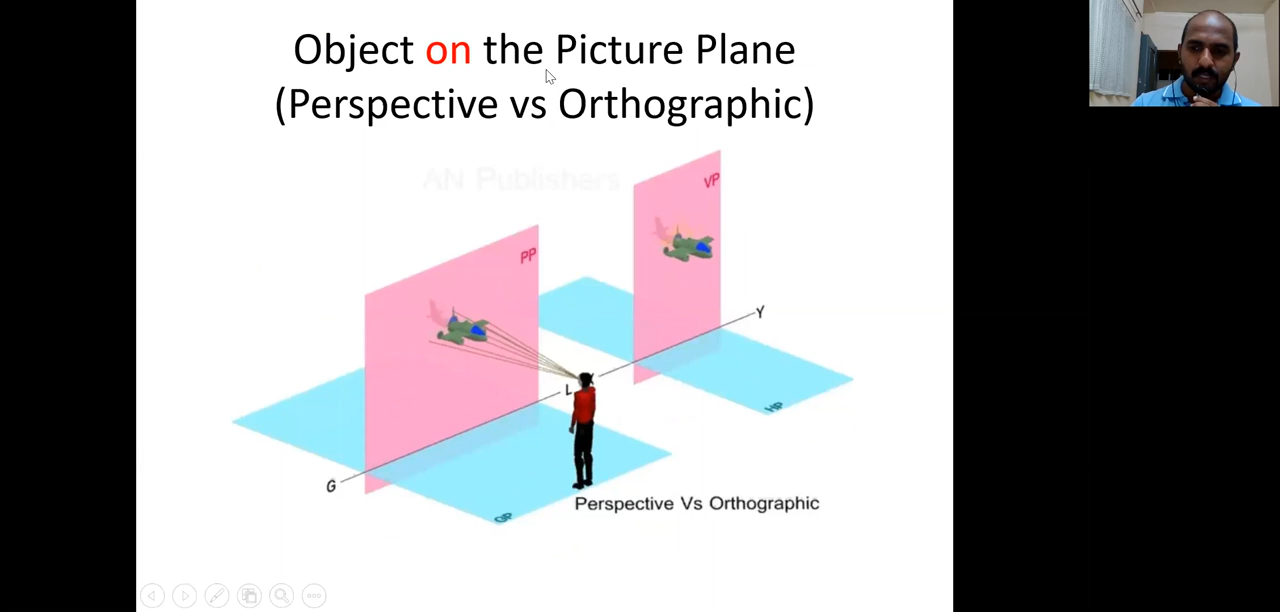 Object on the Picture Plane
(Perspective vs Orthographic)
AN Publishers
VP
PP
Y
L
HP
G
GP
Perspective Vs Orthographic